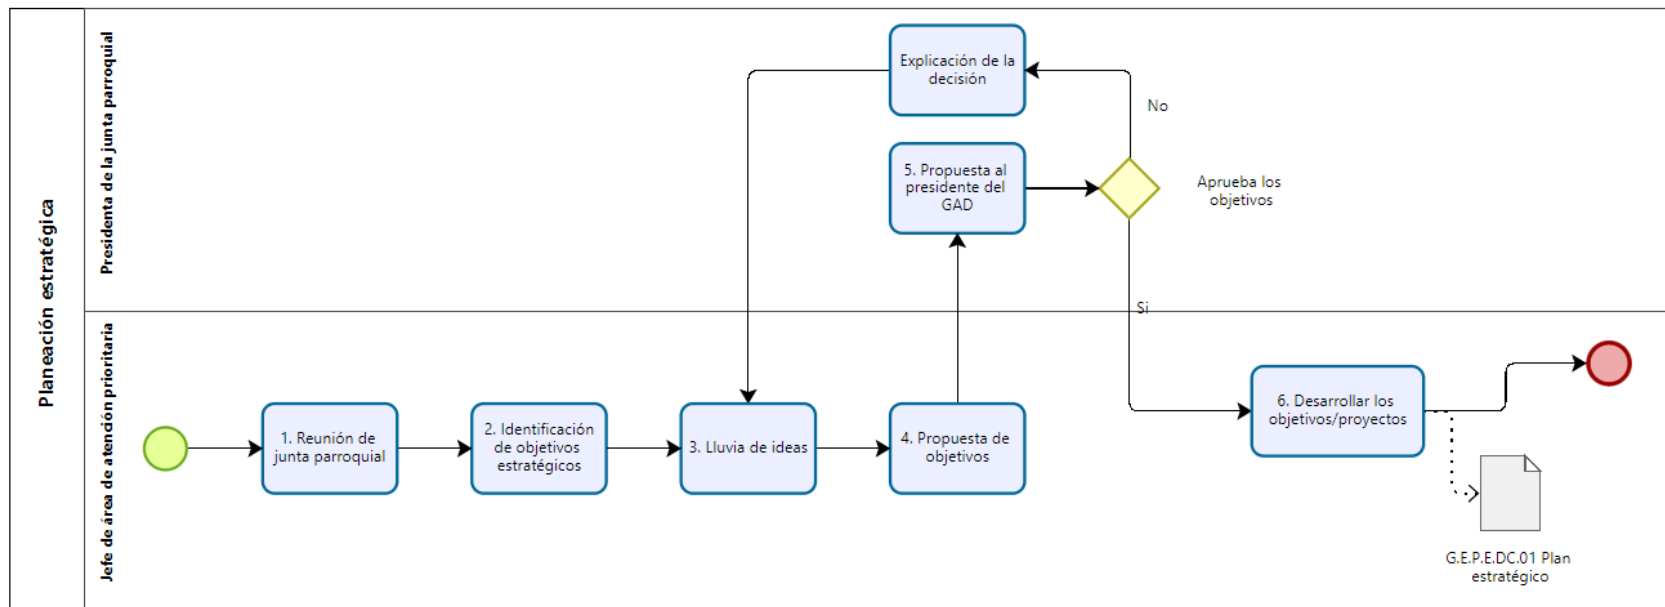 Planeación estratégica
Presidenta de la junta parroquial
Explicación de la
decisión
No
5. Propuesta al
presidente del
GAD
Aprueba los
objetivos
Si
Jefe de área de atención prioritaria
1. Reunión de
junta parroquial
2. Identificación
de objetivos
estratégicos
3. Lluvia de ideas
4. Propuesta de
objetivos
6. Desarrollar los
objetivos/proyectos
G.E.P.E.DC.01 Plan
estratégico